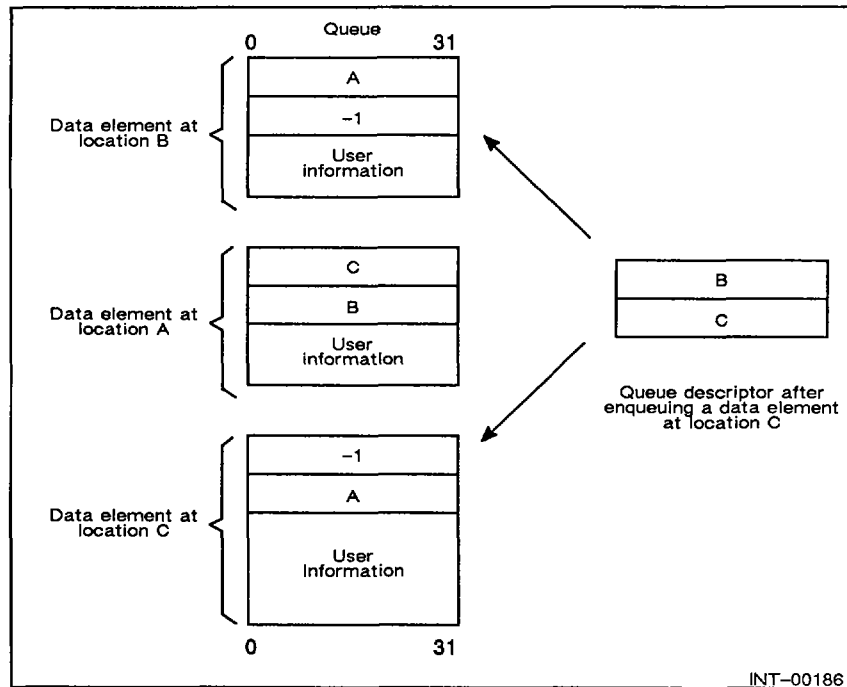 Queue
0 31
Data element at
location B
A
-1
User
information
Data element at
location A
C
B
User
information
Data element at
location C
-1
A
User
Information
0 31
B
C
Queue descriptor after
enqueuing a data element
at location C
INT-00186